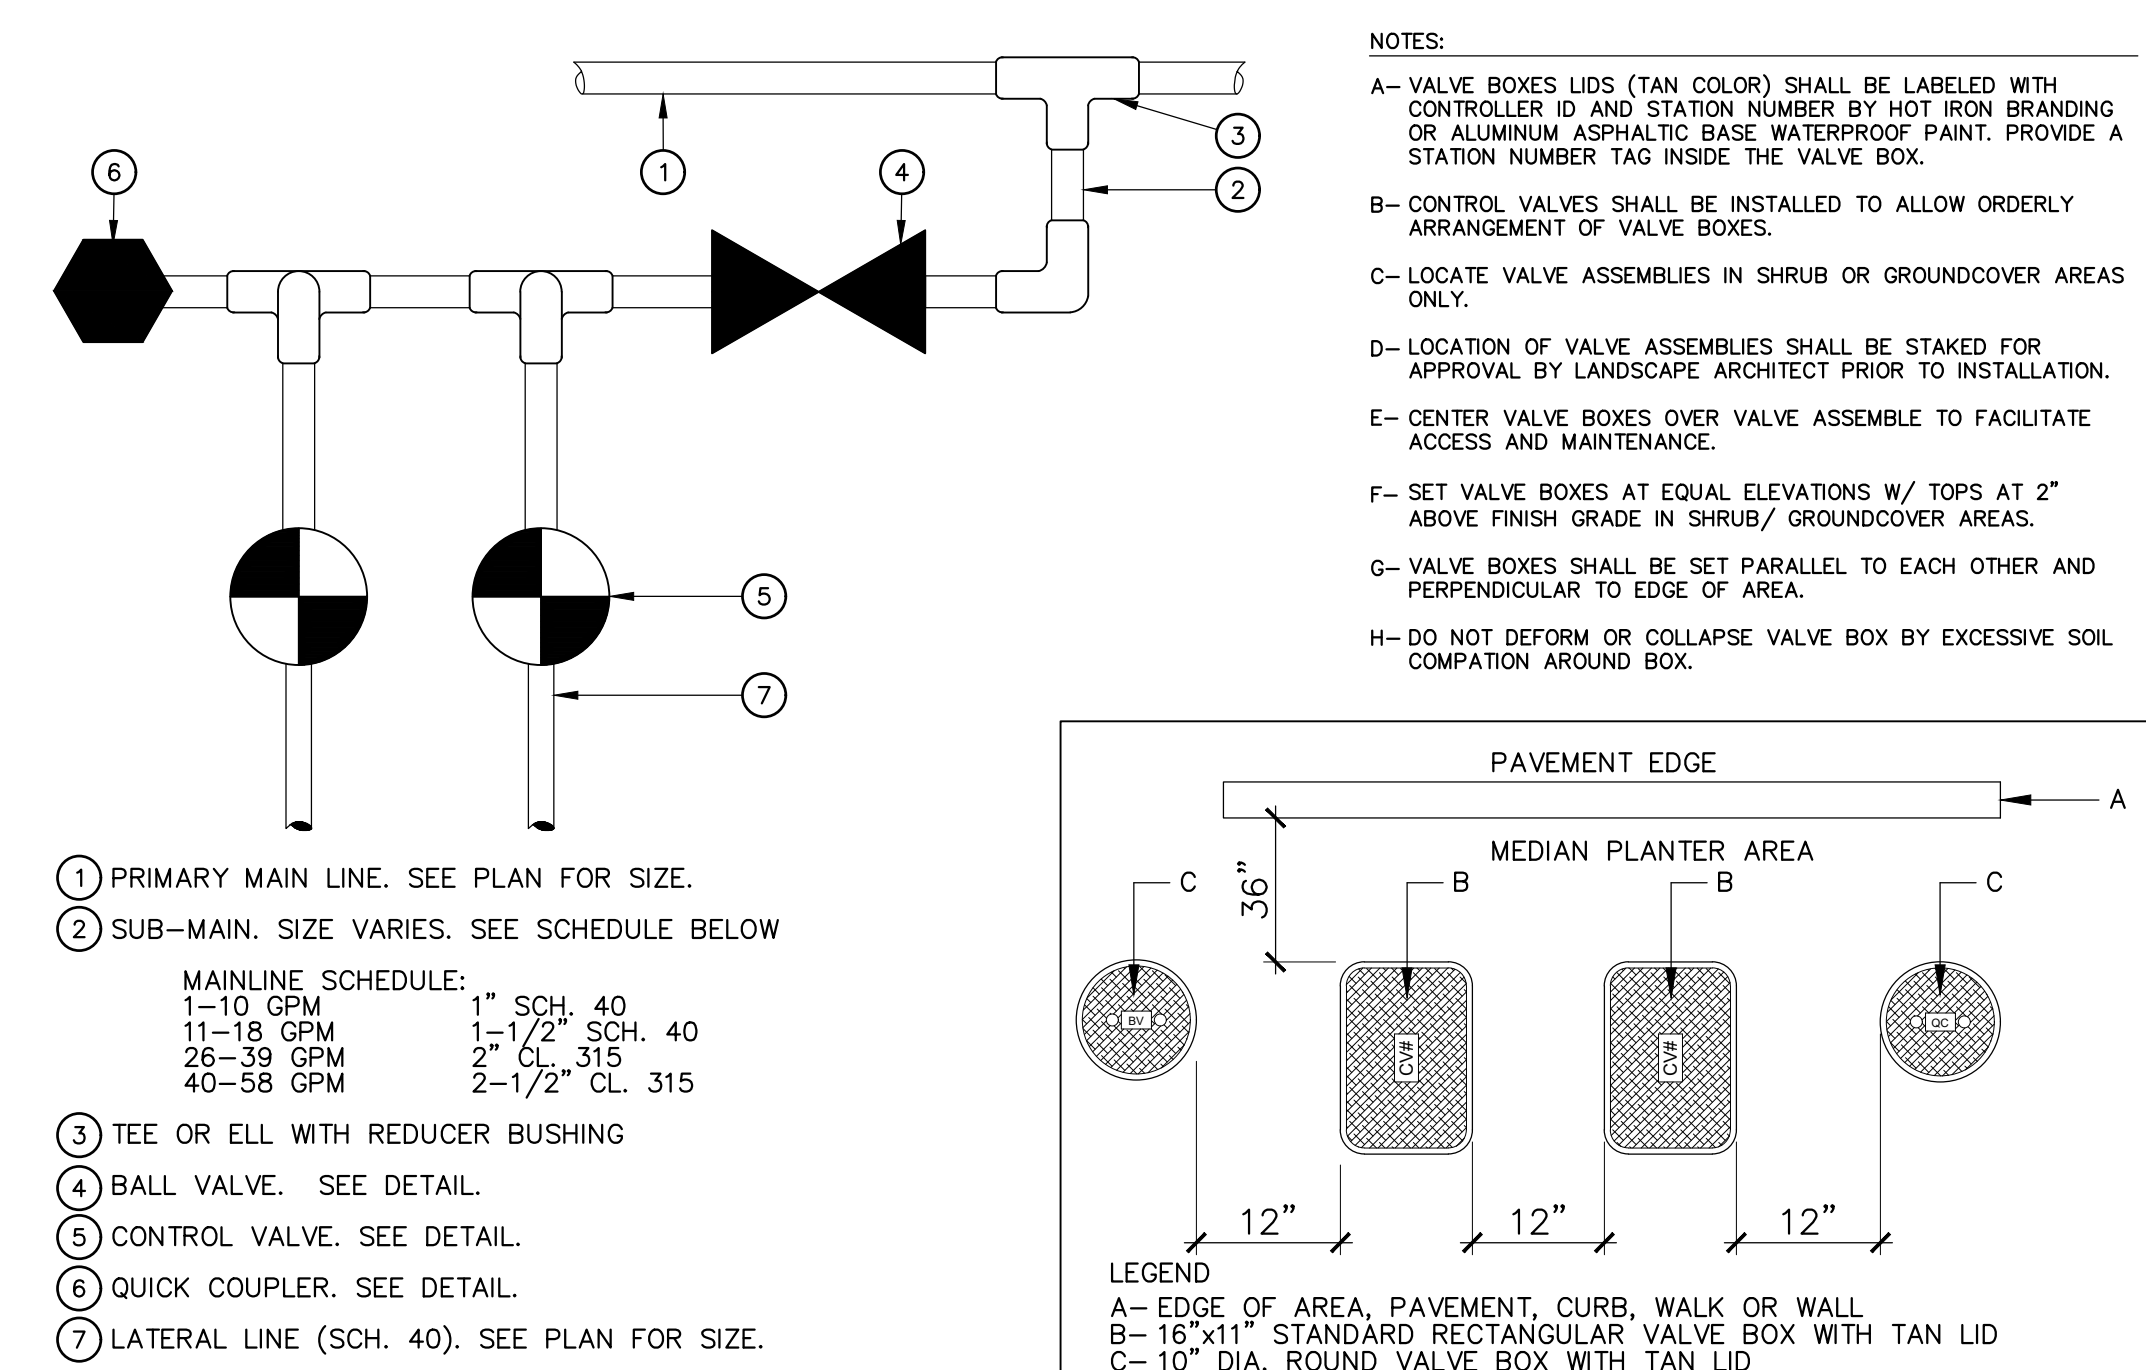 NOTES:
A– VALVE BOXES LIDS (TAN COLOR) SHALL BE LABELED WITH
CONTROLLER ID AND STATION NUMBER BY HOT IRON BRANDING
OR ALUMINUM ASPHALTIC BASE WATERPROOF PAINT. PROVIDE A
STATION NUMBER TAG INSIDE THE VALVE BOX.
B– CONTROL VALVES SHALL BE INSTALLED TO ALLOW ORDERLY
ARRANGEMENT OF VALVE BOXES.
C– LOCATE VALVE ASSEMBLIES IN SHRUB OR GROUNDCOVER AREAS
ONLY.
D– LOCATION OF VALVE ASSEMBLIES SHALL BE STAKED FOR
APPROVAL BY LANDSCAPE ARCHITECT PRIOR TO INSTALLATION.
E– CENTER VALVE BOXES OVER VALVE ASSEMBLE TO FACILITATE
ACCESS AND MAINTENANCE.
F– SET VALVE BOXES AT EQUAL ELEVATIONS W/ TOPS AT 2"
ABOVE FINISH GRADE IN SHRUB/ GROUNDCOVER AREAS.
G– VALVE BOXES SHALL BE SET PARALLEL TO EACH OTHER AND
PERPENDICULAR TO EDGE OF AREA.
H– DO NOT DEFORM OR COLLAPSE VALVE BOX BY EXCESSIVE SOIL
COMPATION AROUND BOX.
6
1
4
3
2
5
7
1 PRIMARY MAIN LINE. SEE PLAN FOR SIZE.
2 SUB–MAIN. SIZE VARIES. SEE SCHEDULE BELOW
MAINLINE SCHEDULE:
1–10 GPM 1" SCH. 40
11–18 GPM 1–1/2" SCH. 40
26–39 GPM 2" CL. 315
40–58 GPM 2–1/2" CL. 315
3 TEE OR ELL WITH REDUCER BUSHING
4 BALL VALVE. SEE DETAIL.
5 CONTROL VALVE. SEE DETAIL.
6 QUICK COUPLER. SEE DETAIL.
7 LATERAL LINE (SCH. 40). SEE PLAN FOR SIZE.
PAVEMENT EDGE
A
MEDIAN PLANTER AREA
36"
C
B
B
C
BV
CV#
CV#
QC
12"
12"
12"
LEGEND
A– EDGE OF AREA, PAVEMENT, CURB, WALK OR WALL
B– 16"x11" STANDARD RECTANGULAR VALVE BOX WITH TAN LID
C– 10" DIA. ROUND VALVE BOX WITH TAN LID